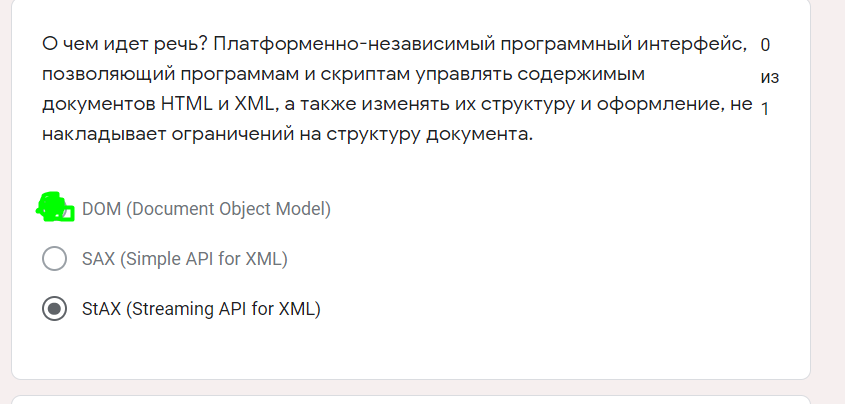 О чем идет речь? Платформенно-независимый программный интерфейс,
позволяющий программам и скриптам управлять содержимым
документов HTML и XML, а также изменять их структуру и оформление, не
накладывает ограничений на структуру документа.
0
из
1
DOM (Document Object Model)
SAX (Simple API for XML)
StAX (Streaming API for XML)